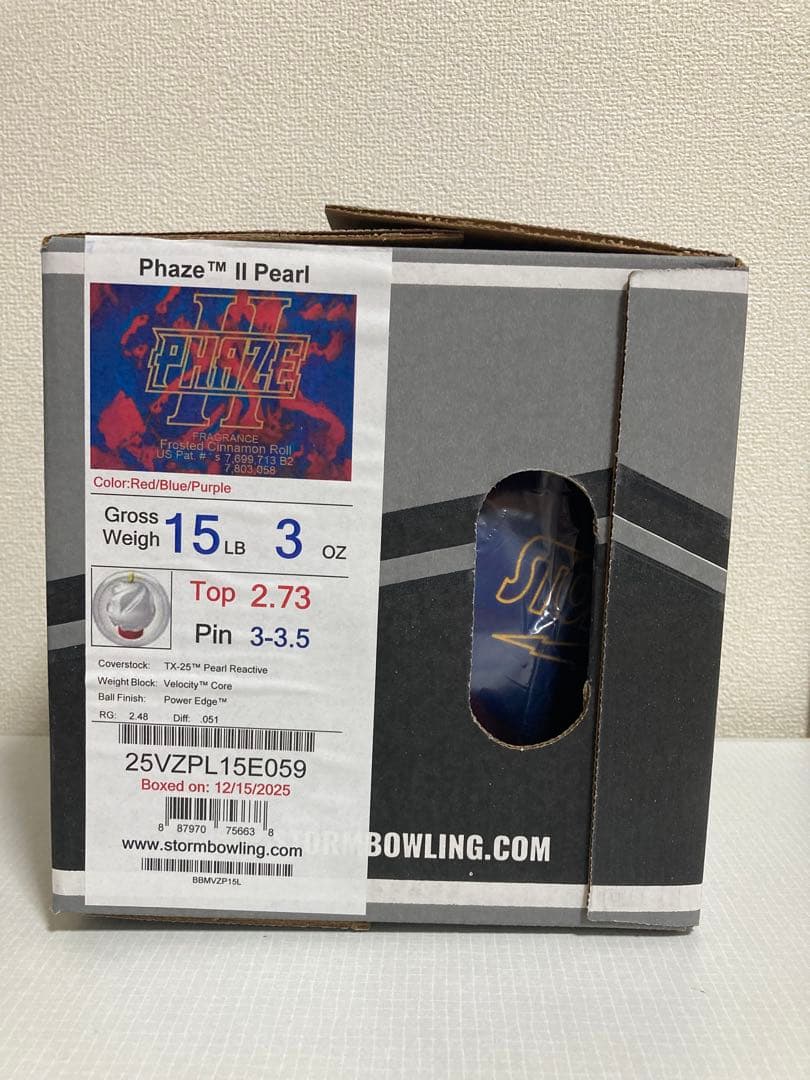 Phaze™ II Pearl
II
PHAZE
FRAGRANCE
Frosted Cinnamon Roll
US Pat. #'s 7,699,713 B2
7,803,058
Color:Red/Blue/Purple
Gross
Weigh 15 LB 3 OZ
Top 2.73
Pin 3-3.5
Coverstock: TX-25™ Pearl Reactive
Weight Block: Velocity™ Core
Ball Finish: Power Edge™
RG: 2.48 Diff: .051
25VZPL15E059
Boxed on: 12/15/2025
8 87970 75663 8
www.stormbowling.com
BBMVZP15L
STORMBOWLING.COM